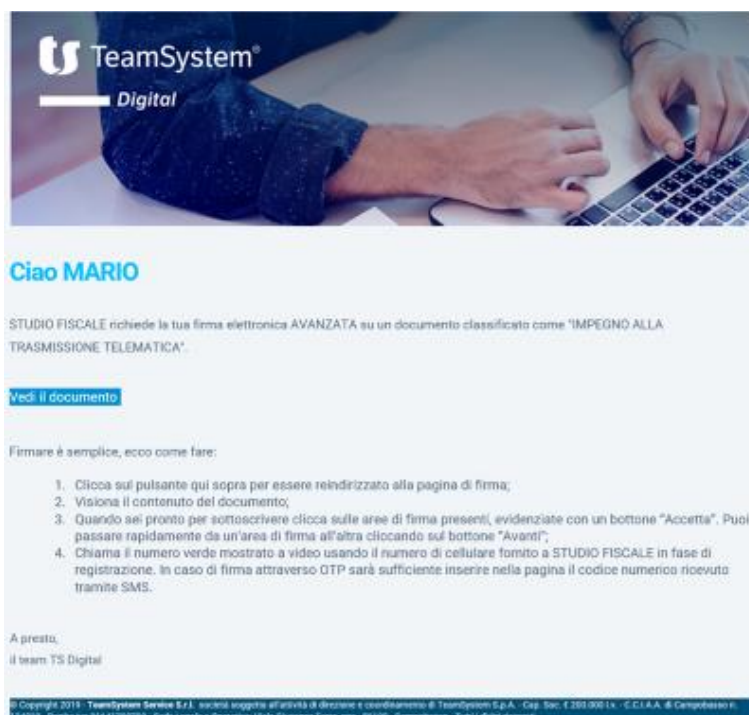 TeamSystem®
Digital
Ciao MARIO
STUDIO FISCALE richiede la tua firma elettronica AVANZATA su un documento classificato come "IMPEGNO ALLA
TRASMISSIONE TELEMATICA".
Vedi il documento
Firmare è semplice, ecco come fare:
1. Clicca sul pulsante qui sopra per essere reindirizzato alla pagina di firma;
2. Visiona il contenuto del documento;
3. Quando sei pronto per sottoscrivere clicca sulle aree di firma presenti, evidenziate con un bottone "Accetta". Puoi
passare rapidamente da un'area di firma all'altra cliccando sul bottone "Avanti";
4. Chiama il numero verde mostrato a video usando il numero di cellulare fornito a STUDIO FISCALE in fase di
registrazione. In caso di firma attraverso OTP sarà sufficiente inserire nella pagina il codice numerico ricevuto
tramite SMS.
A presto,
il team TS Digital
© Copyright 2019 - TeamSystem Service S.r.l. società soggetta all'attività di direzione e coordinamento di TeamSystem S.p.A. - Cap. Soc. € 200.000 i.v. - C.C.I.A.A. di Campobasso n.